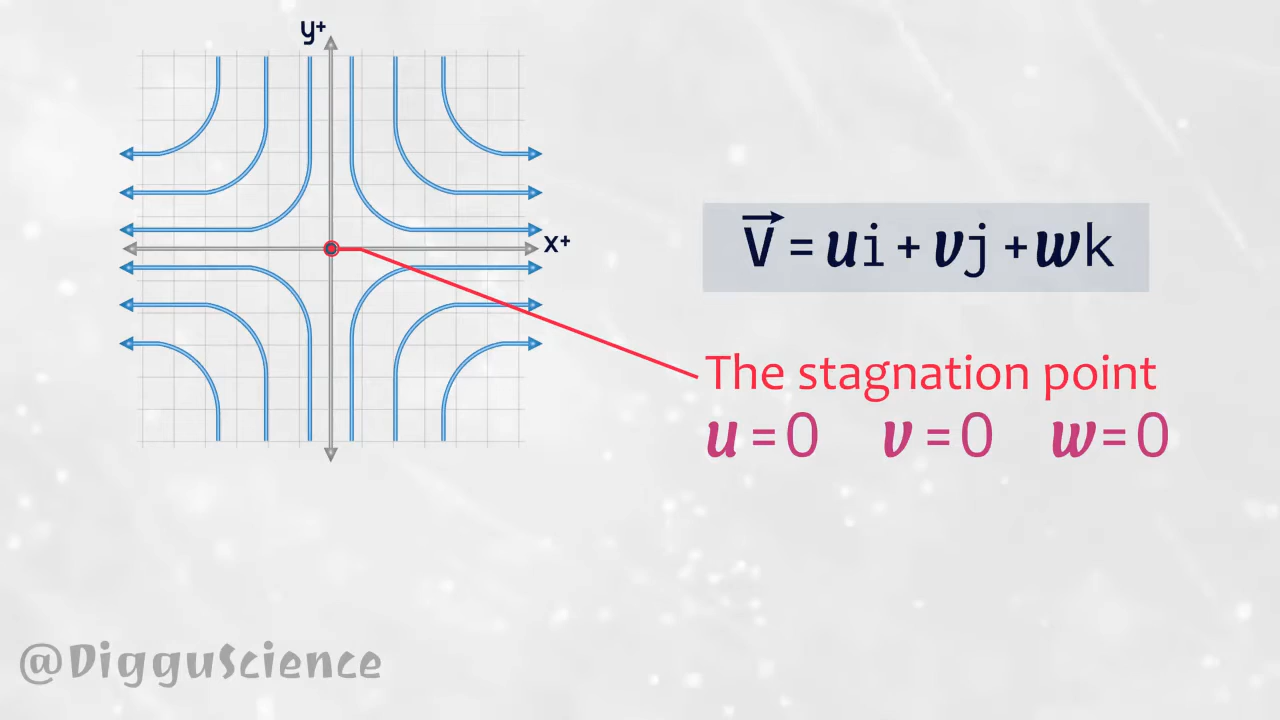 y+
x+
V = ui + vj + wk
The stagnation point
u = 0 v = 0 w = 0
@DigguScience